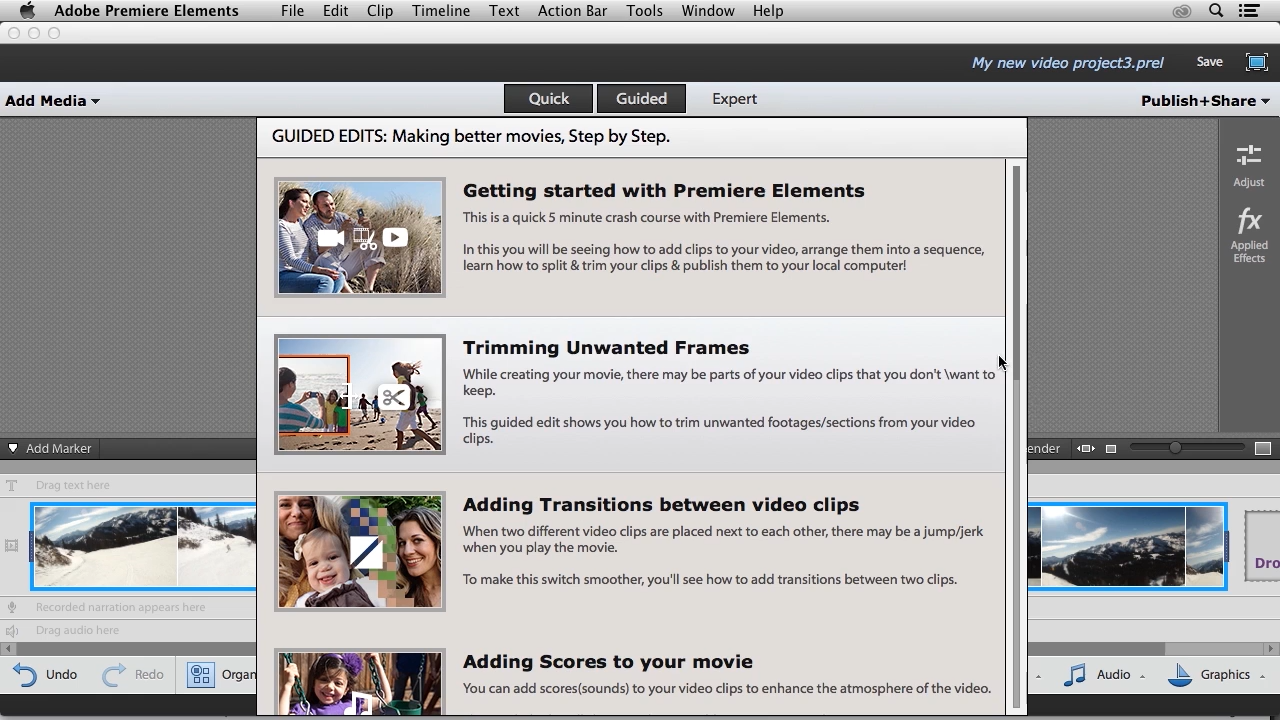 Adobe Premiere Elements File Edit Clip Timeline Text Action Bar Tools Window Help
My new video project3.prel Save
Add Media Quick Guided Expert Publish+Share
GUIDED EDITS: Making better movies, Step by Step.
Getting started with Premiere Elements
This is a quick 5 minute crash course with Premiere Elements.
In this you will be seeing how to add clips to your video, arrange them into a sequence,
learn how to split & trim your clips & publish them to your local computer!
Adjust
fx
Applied
Effects
Trimming Unwanted Frames
While creating your movie, there may be parts of your video clips that you don't \want to
keep.
This guided edit shows you how to trim unwanted footages/sections from your video
clips.
Add Marker
ender
Drag text here
Adding Transitions between video clips
When two different video clips are placed next to each other, there may be a jump/jerk
when you play the movie.
To make this switch smoother, you'll see how to add transitions between two clips.
Dro
Recorded narration appears here
Drag audio here
Adding Scores to your movie
You can add scores(sounds) to your video clips to enhance the atmosphere of the video.
Undo Redo Organ Audio Graphics